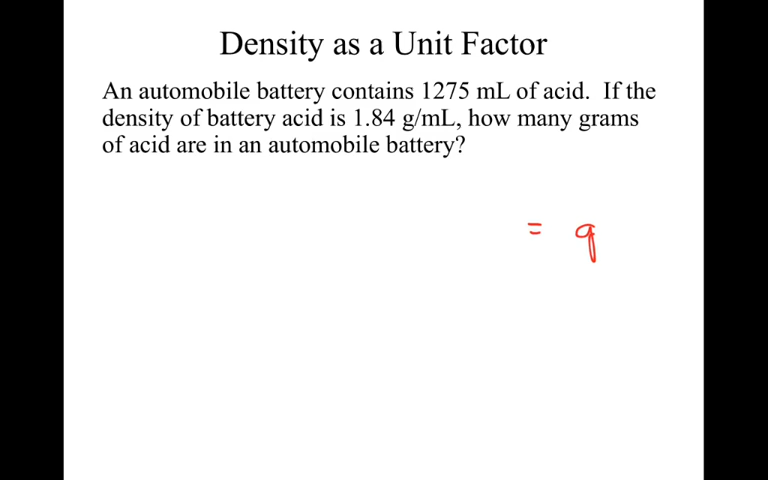 Density as a Unit Factor
An automobile battery contains 1275 mL of acid.  If the
density of battery acid is 1.84 g/mL, how many grams
of acid are in an automobile battery?
= g